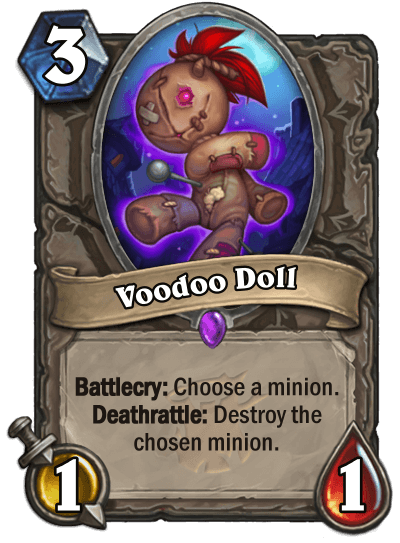 3
Voodoo Doll
Battlecry: Choose a minion.
Deathrattle: Destroy the
chosen minion.
1
1